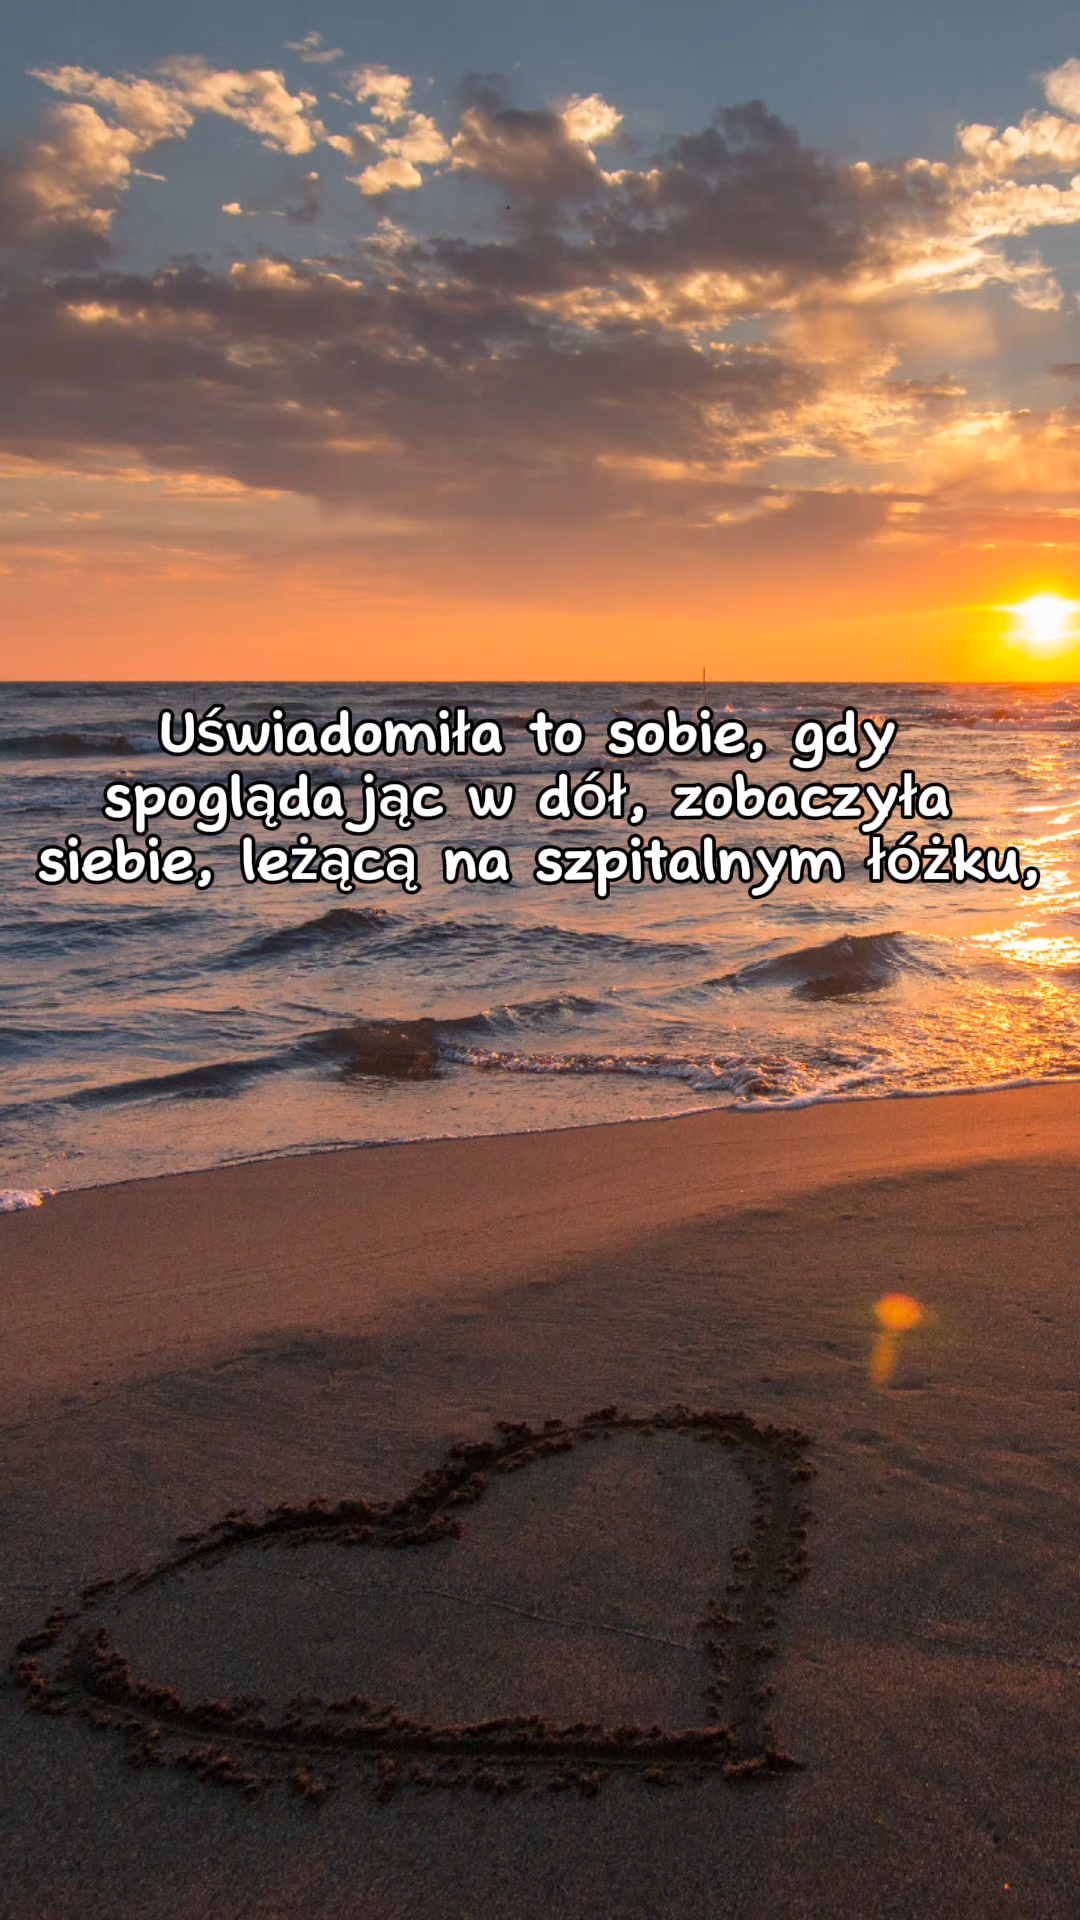 Uświadomiła to sobie, gdy
spoglądając w dół, zobaczyła
siebie, leżącą na szpitalnym łóżku,